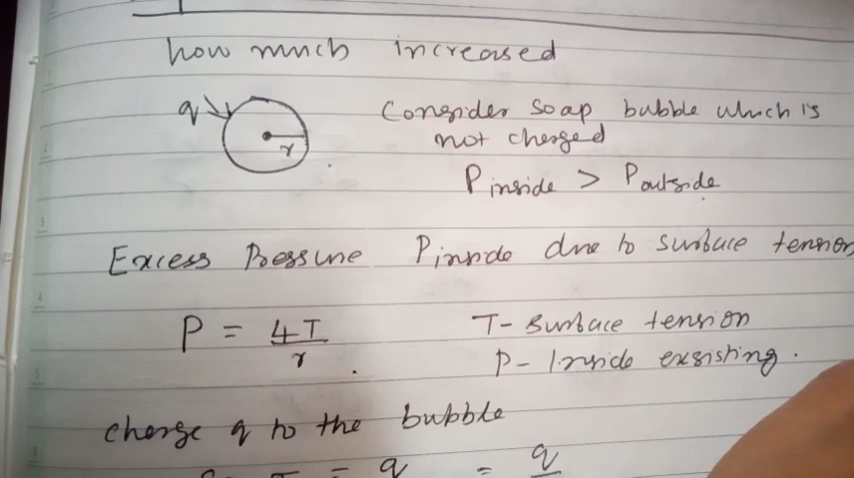 how much increased
q
r
Consider soap bubble which is
not charged
P inside > P outside
Excess Pressure P inside due to surface tension
P = 4T/r
T- surface tension
P- Inside exsisting.
charge q to the bubble
= q = q